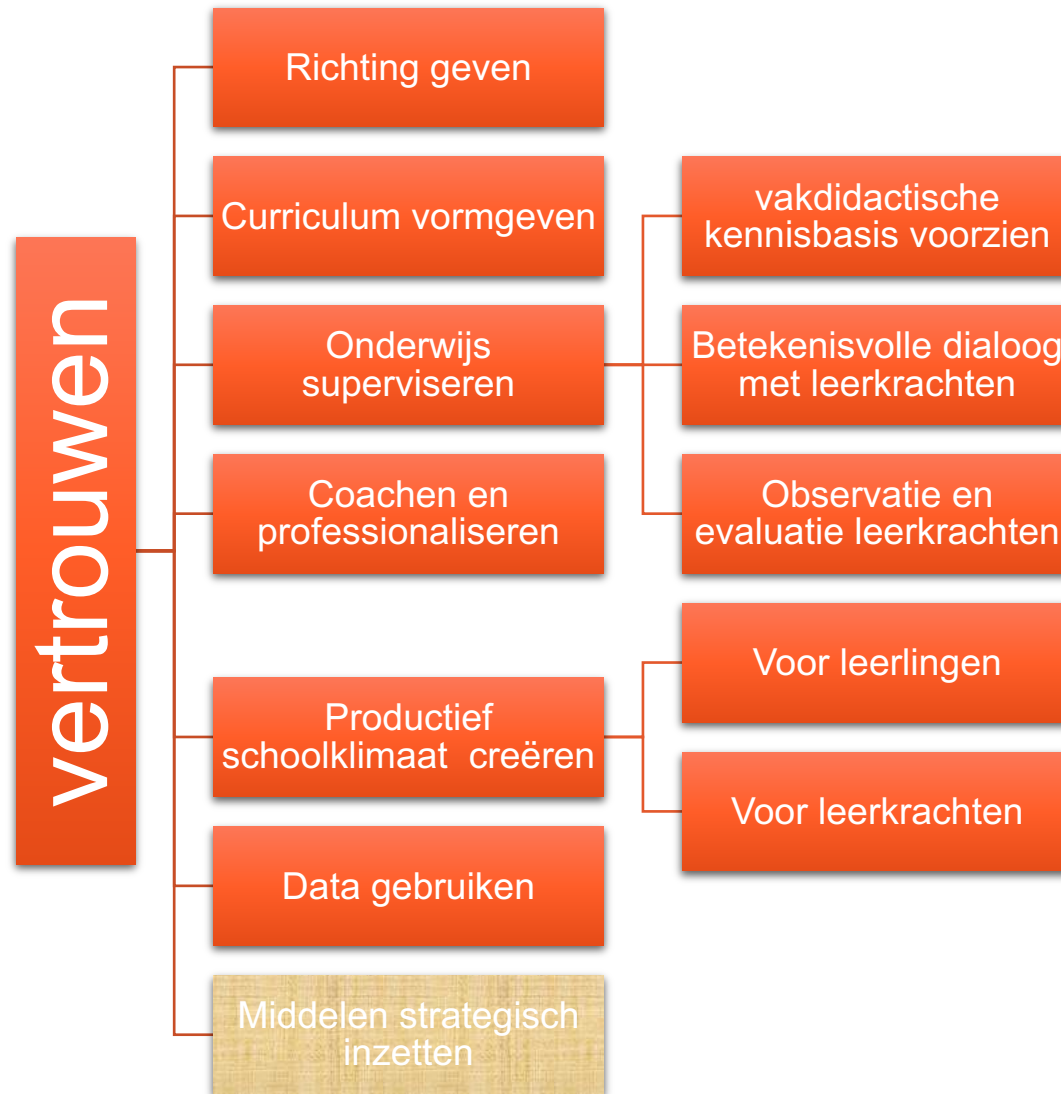 vertrouwen
Richting geven
Curriculum vormgeven
Onderwijs
superviseren
vakdidactische
kennisbasis voorzien
Betekenisvolle dialoog
met leerkrachten
Observatie en
evaluatie leerkrachten
Coachen en
professionaliseren
Productief
schoolklimaat creëren
Voor leerlingen
Voor leerkrachten
Data gebruiken
Middelen strategisch
inzetten